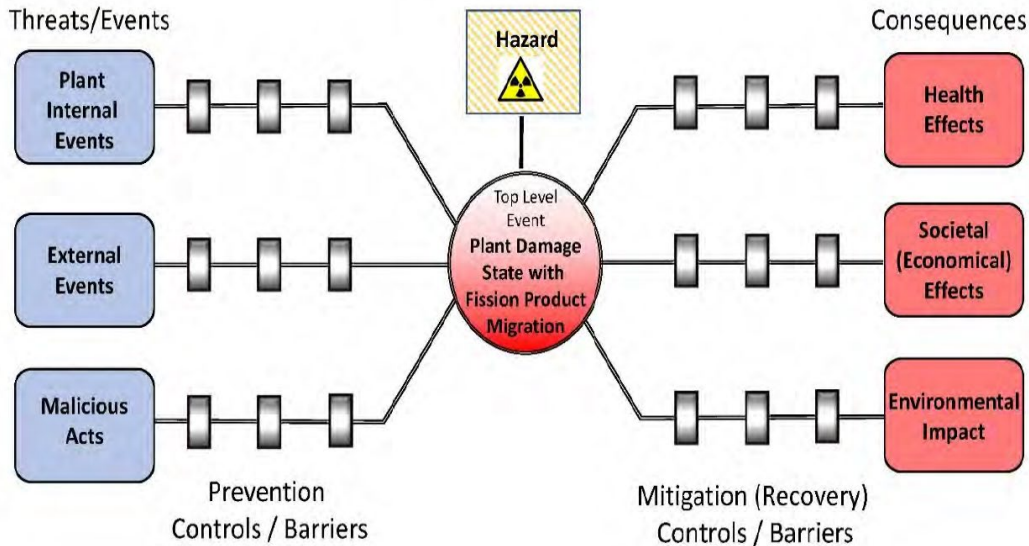 Threats/Events
Hazard
Consequences
Plant
Internal
Events
Health
Effects
Top Level
Event
Plant Damage
State with
Fission Product
Migration
External
Events
Societal
(Economical)
Effects
Malicious
Acts
Environmental
Impact
Prevention
Controls / Barriers
Mitigation (Recovery)
Controls / Barriers